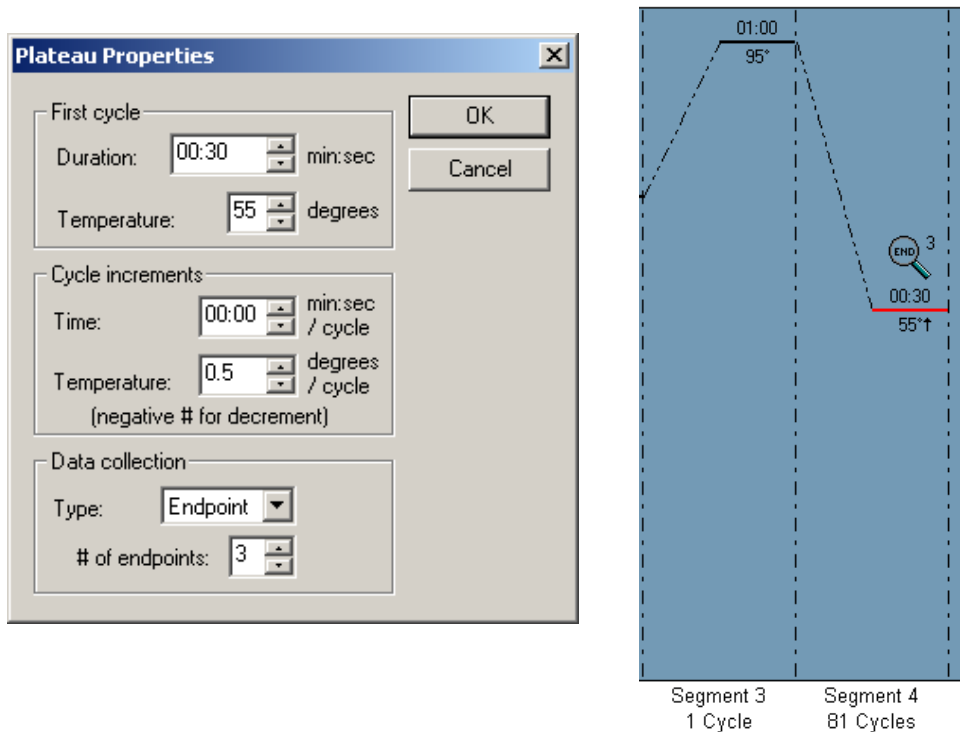 Plateau Properties
First cycle
Duration: 00:30 min:sec
Temperature: 55 degrees
OK
Cancel
Cycle increments
Time: 00:00 min:sec
/ cycle
Temperature: 0.5 degrees
/ cycle
(negative # for decrement)
Data collection
Type: Endpoint
# of endpoints: 3
01:00
95°
END 3
00:30
55°↑
Segment 3
1 Cycle
Segment 4
81 Cycles